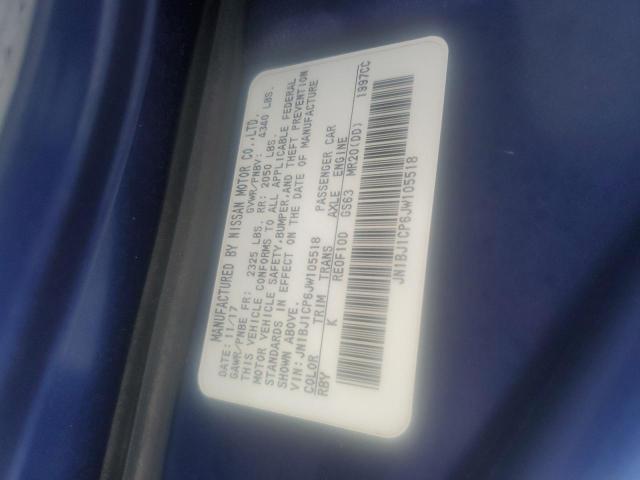 MANUFACTURED BY NISSAN MOTOR CO.,LTD.
DATE:11/17 GVWR/PNBV: 4340 LBS.
GAWR/PNBE FR: 2325 LBS. RR: 2050 LBS.
THIS VEHICLE CONFORMS TO ALL APPLICABLE FEDERAL
MOTOR VEHICLE SAFETY,BUMPER,AND THEFT PREVENTION
STANDARDS IN EFFECT ON THE DATE OF MANUFACTURE
SHOWN ABOVE.
VIN:JN1BJ1CP6JW105518 PASSENGER CAR
COLOR TRIM TRANS AXLE ENGINE
RBY K RE0F10D GS63 MR20(DD) 1997CC
JN1BJ1CP6JW105518